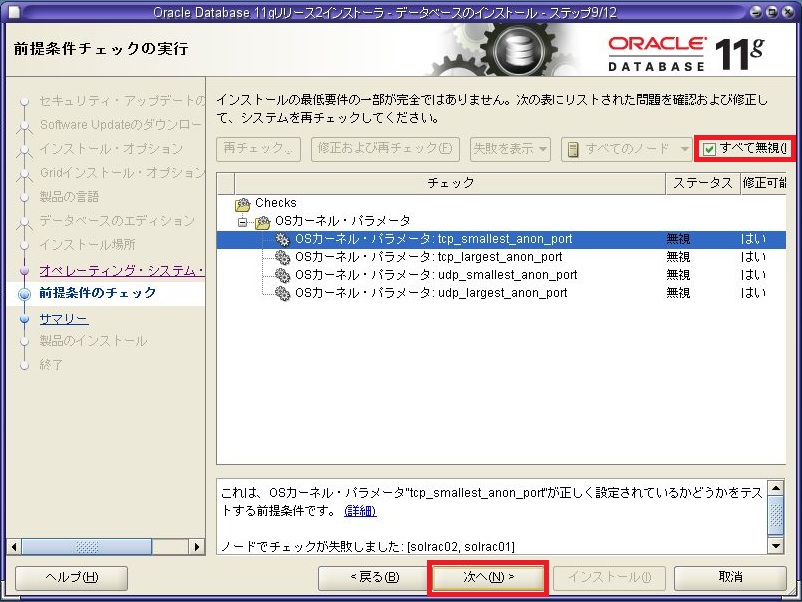 Oracle Database 11gリリース2インストーラ - データベースのインストール - ステップ9/12
前提条件チェックの実行
ORACLE
DATABASE
11g
セキュリティ・アップデートの
Software Updateのダウンロー
インストール・オプション
Gridインストール・オプション
製品の言語
データベースのエディション
インストール場所
オペレーティング・システム・
前提条件のチェック
サマリー
製品のインストール
終了
インストールの最低要件の一部が完全ではありません。次の表にリストされた問題を確認および修正し
て、システムを再チェックしてください。
再チェック... 修正および再チェック(F) 失敗を表示 すべてのノード すべて無視(I
チェック ステータス 修正可能
Checks
OSカーネル・パラメータ
OSカーネル・パラメータ: tcp_smallest_anon_port 無視 はい
OSカーネル・パラメータ: tcp_largest_anon_port 無視 はい
OSカーネル・パラメータ: udp_smallest_anon_port 無視 はい
OSカーネル・パラメータ: udp_largest_anon_port 無視 はい
これは、OSカーネル・パラメータ"tcp_smallest_anon_port"が正しく設定されているかどうかをテス
トする前提条件です。 (詳細)
ノードでチェックが失敗しました: [solrac02, solrac01]
ヘルプ(H) < 戻る(B) 次へ(N) > インストール(I) 取消